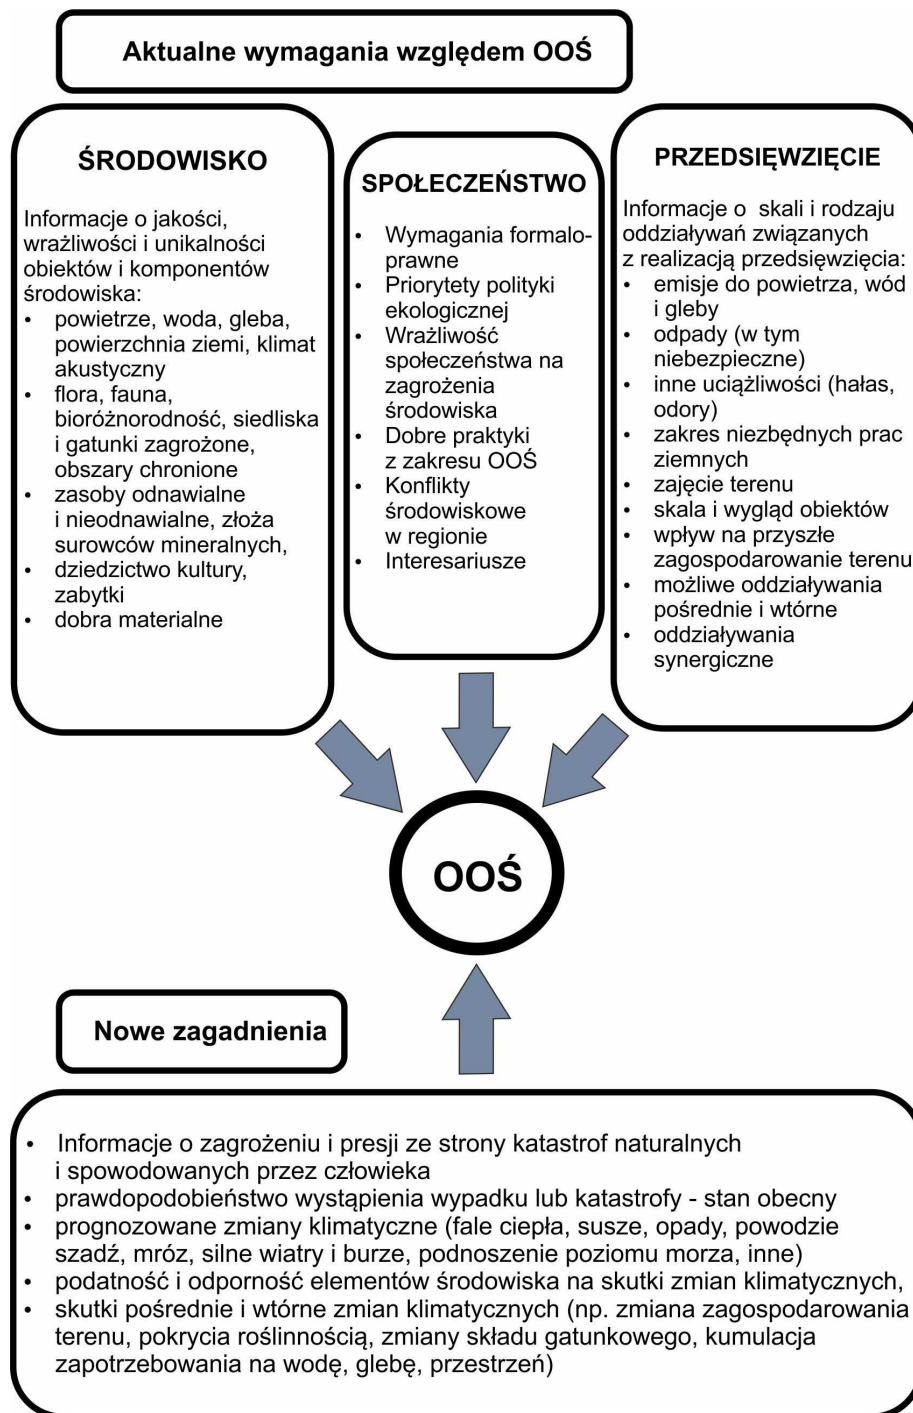 Aktualne wymagania względem OOŚ
ŚRODOWISKO
Informacje o jakości,
wrażliwości i unikalności
obiektów i komponentów
środowiska:
• powietrze, woda, gleba,
powierzchnia ziemi, klimat
akustyczny
• flora, fauna,
bioróżnorodność, siedliska
i gatunki zagrożone,
obszary chronione
• zasoby odnawialne
i nieodnawialne, złoża
surowców mineralnych,
• dziedzictwo kultury,
zabytki
• dobra materialne
SPOŁECZEŃSTWO
• Wymagania formalo-
prawne
• Priorytety polityki
ekologicznej
• Wrażliwość
społeczeństwa na
zagrożenia
środowiska
• Dobre praktyki
z zakresu OOŚ
• Konflikty
środowiskowe
w regionie
• Interesariusze
PRZEDSIĘWZIĘCIE
Informacje o skali i rodzaju
oddziaływań związanych
z realizacją przedsięwzięcia:
• emisje do powietrza, wód
i gleby
• odpady (w tym
niebezpieczne)
• inne uciążliwości (hałas,
odory)
• zakres niezbędnych prac
ziemnych
• zajęcie terenu
• skala i wygląd obiektów
• wpływ na przyszłe
zagospodarowanie terenu
• możliwe oddziaływania
pośrednie i wtórne
• oddziaływania
synergiczne
OOŚ
Nowe zagadnienia
• Informacje o zagrożeniu i presji ze strony katastrof naturalnych
i spowodowanych przez człowieka
• prawdopodobieństwo wystąpienia wypadku lub katastrofy - stan obecny
• prognozowane zmiany klimatyczne (fale ciepła, susze, opady, powodzie
szadź, mróz, silne wiatry i burze, podnoszenie poziomu morza, inne)
• podatność i odporność elementów środowiska na skutki zmian klimatycznych,
• skutki pośrednie i wtórne zmian klimatycznych (np. zmiana zagospodarowania
terenu, pokrycia roślinnością, zmiany składu gatunkowego, kumulacja
zapotrzebowania na wodę, glebę, przestrzeń)